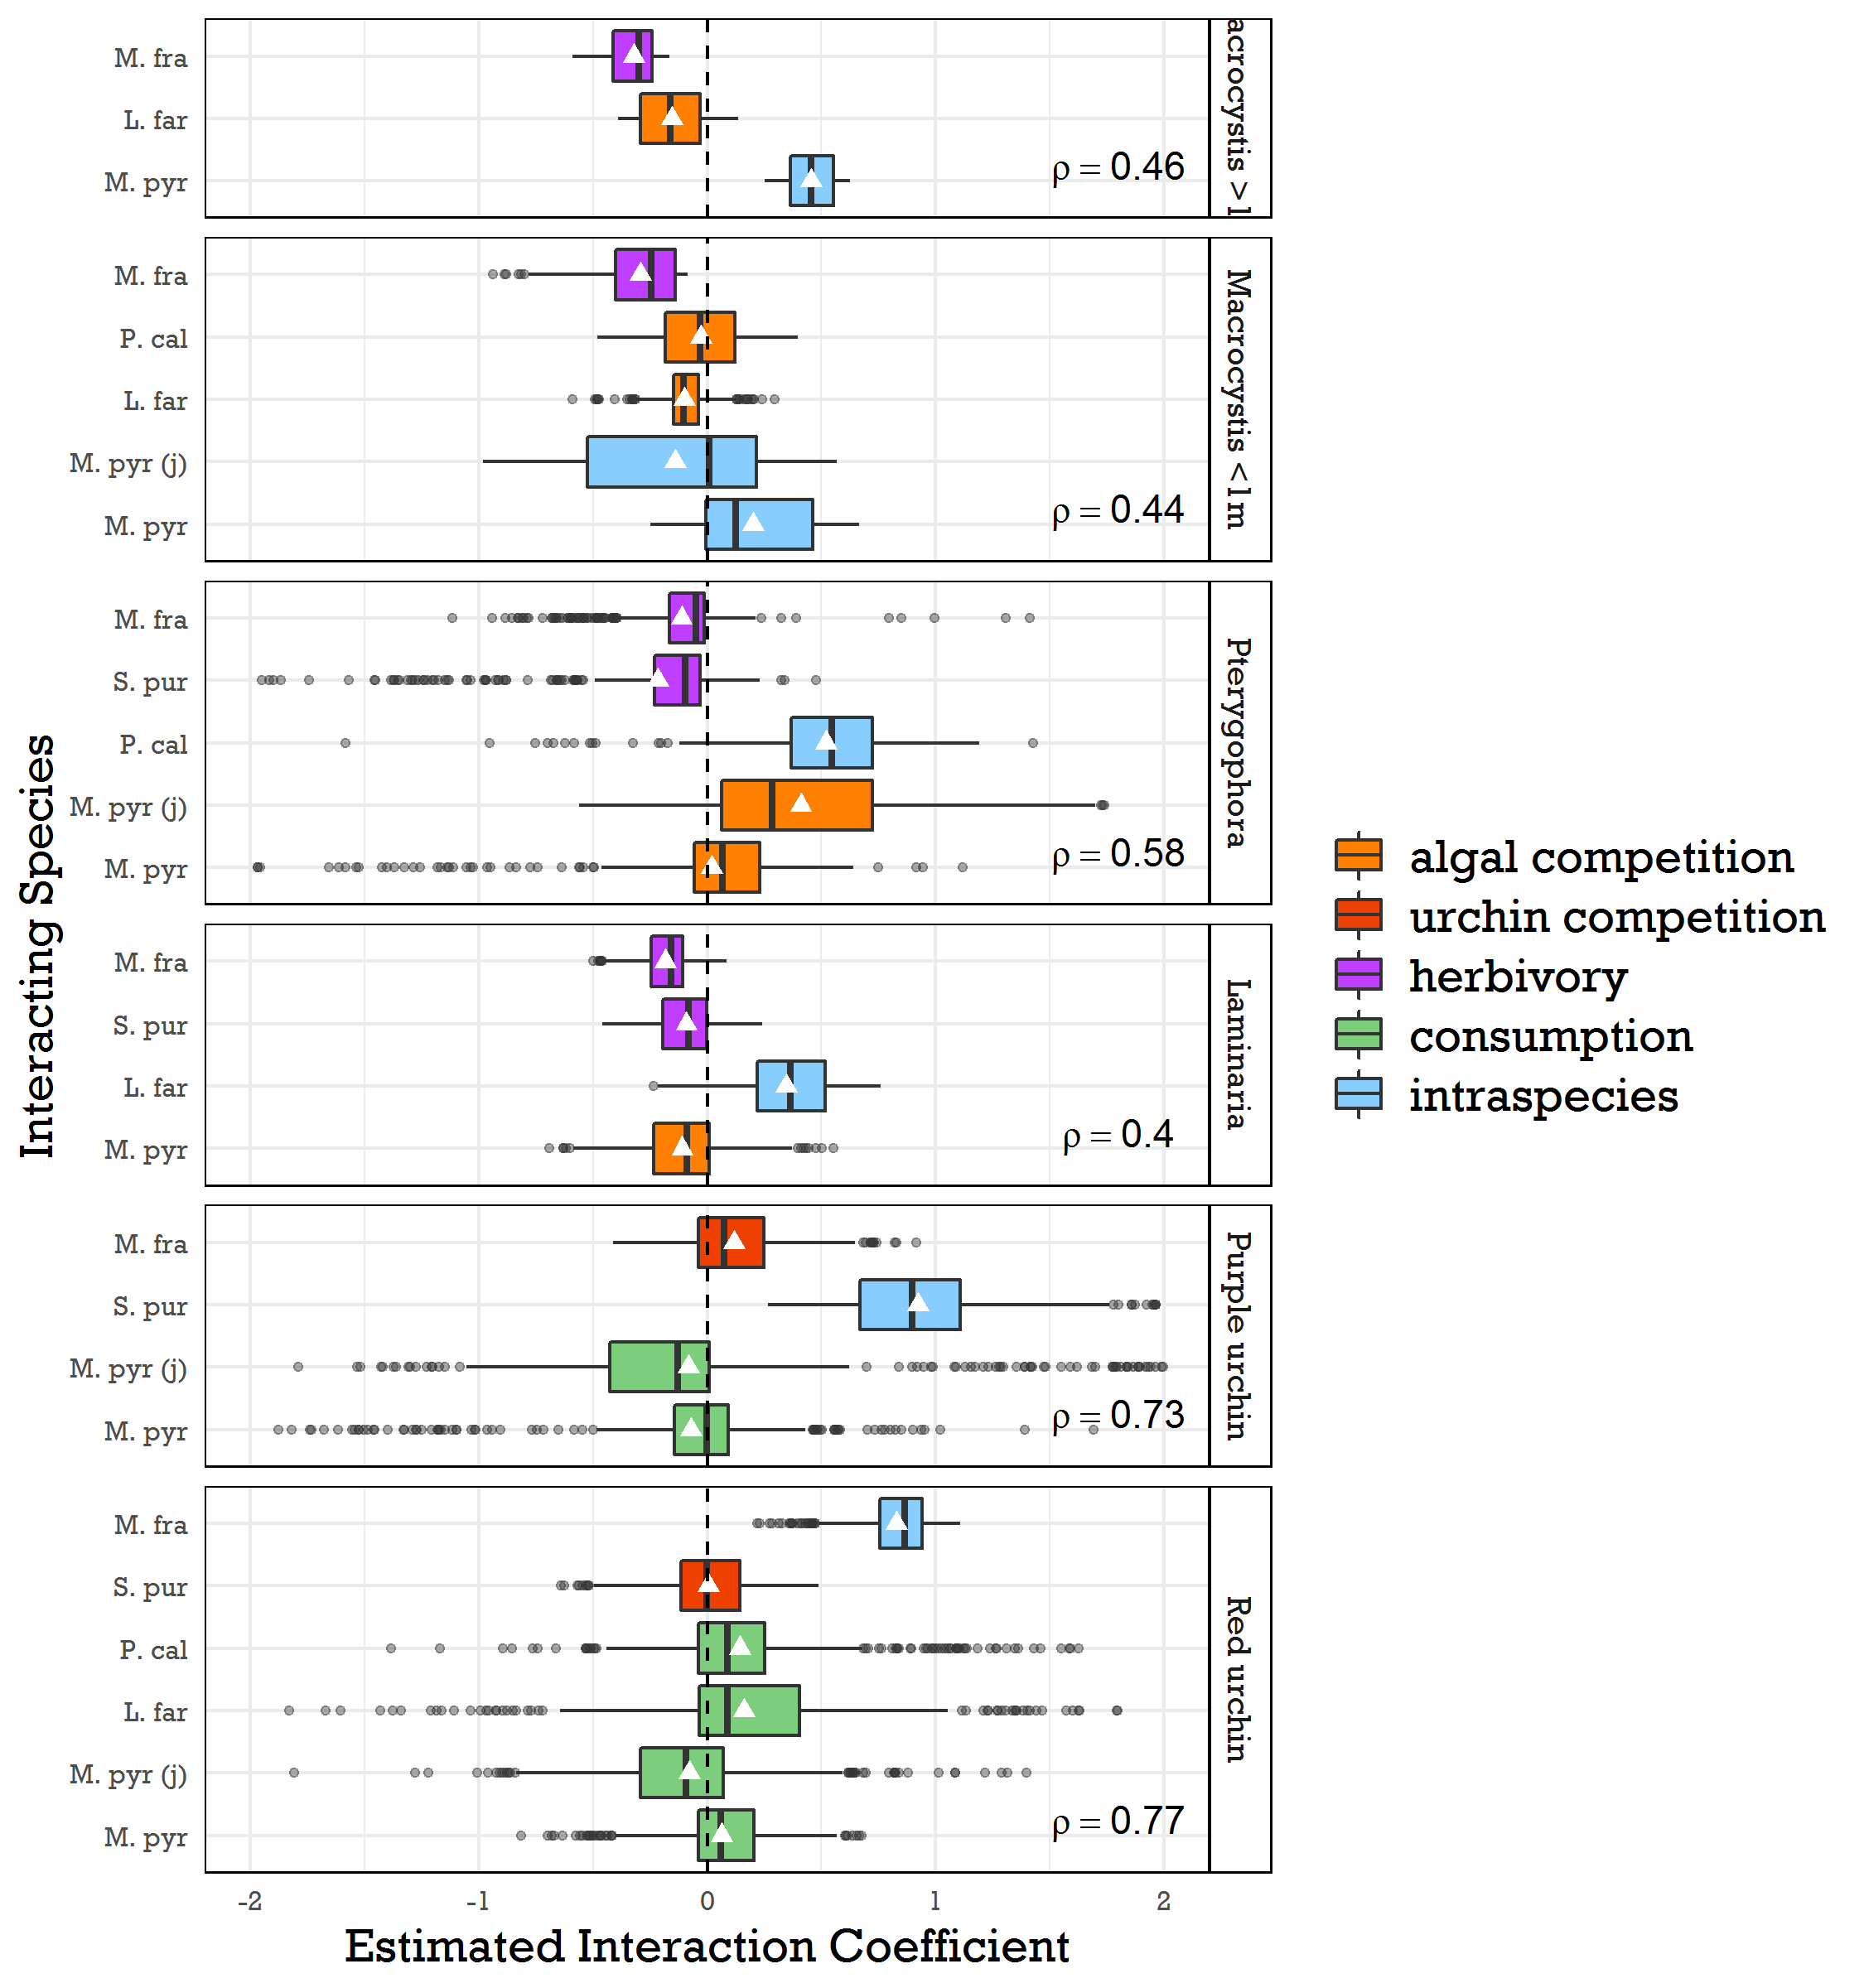 M. fra
L. far
M. pyr
ρ = 0.46
acrocystis > 1
M. fra
P. cal
L. far
M. pyr (j)
M. pyr
ρ = 0.44
Macrocystis < 1 m
M. fra
S. pur
P. cal
M. pyr (j)
M. pyr
ρ = 0.58
Pterygophora
M. fra
S. pur
L. far
M. pyr
ρ = 0.4
Laminaria
M. fra
S. pur
M. pyr (j)
M. pyr
ρ = 0.73
Purple urchin
M. fra
S. pur
P. cal
L. far
M. pyr (j)
M. pyr
ρ = 0.77
Red urchin
-2 -1 0 1 2
Estimated Interaction Coefficient
Interacting Species
algal competition
urchin competition
herbivory
consumption
intraspecies